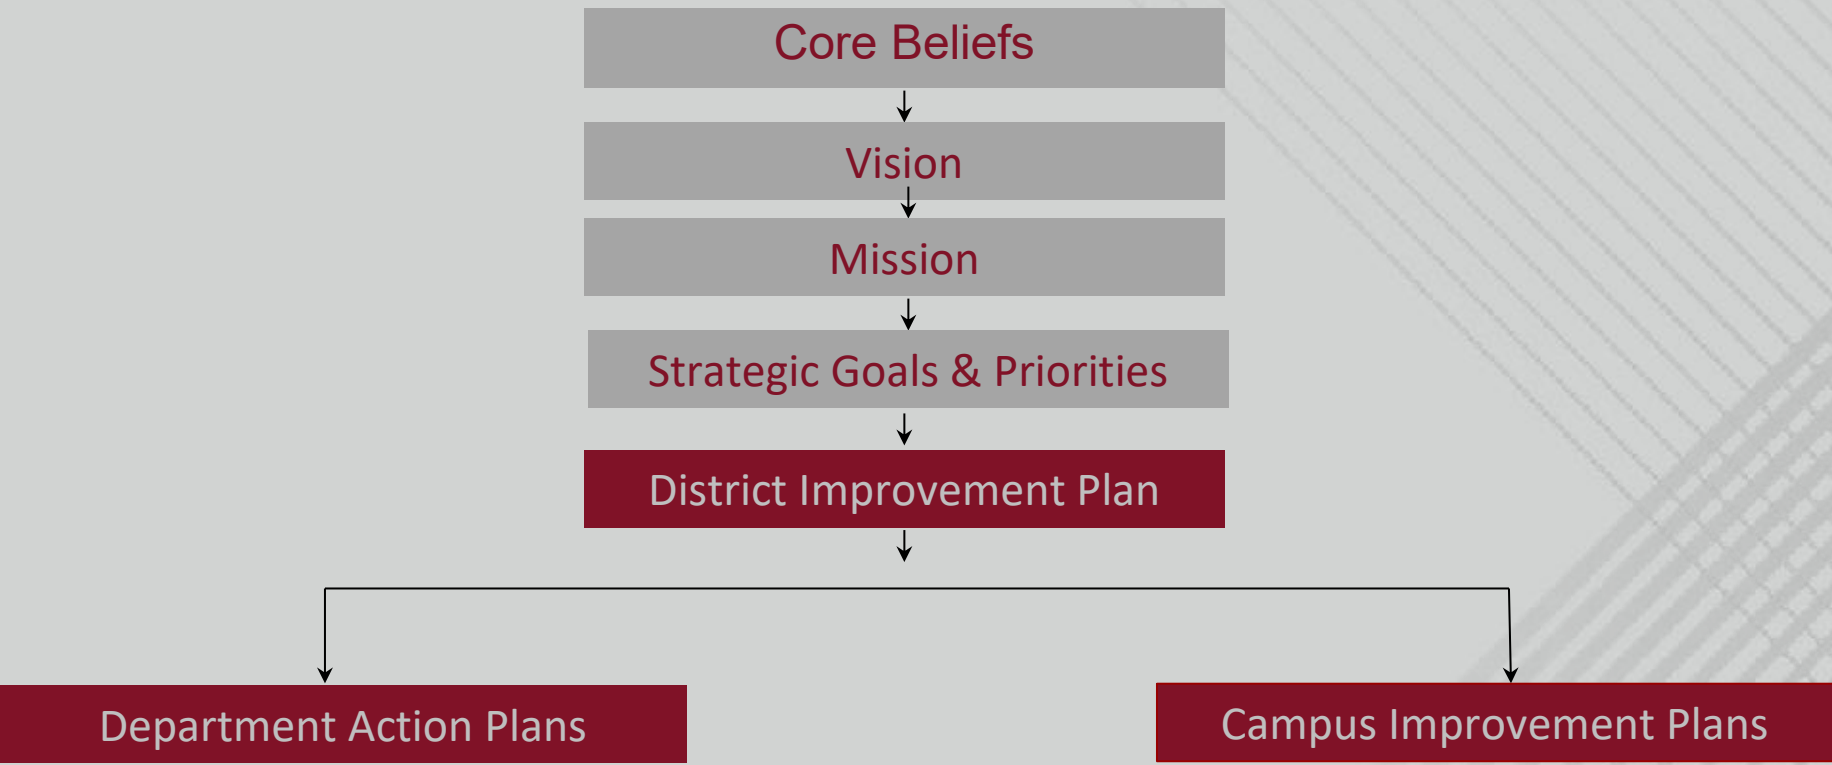 Core Beliefs
Vision
Mission
Strategic Goals & Priorities
District Improvement Plan
Department Action Plans
Campus Improvement Plans